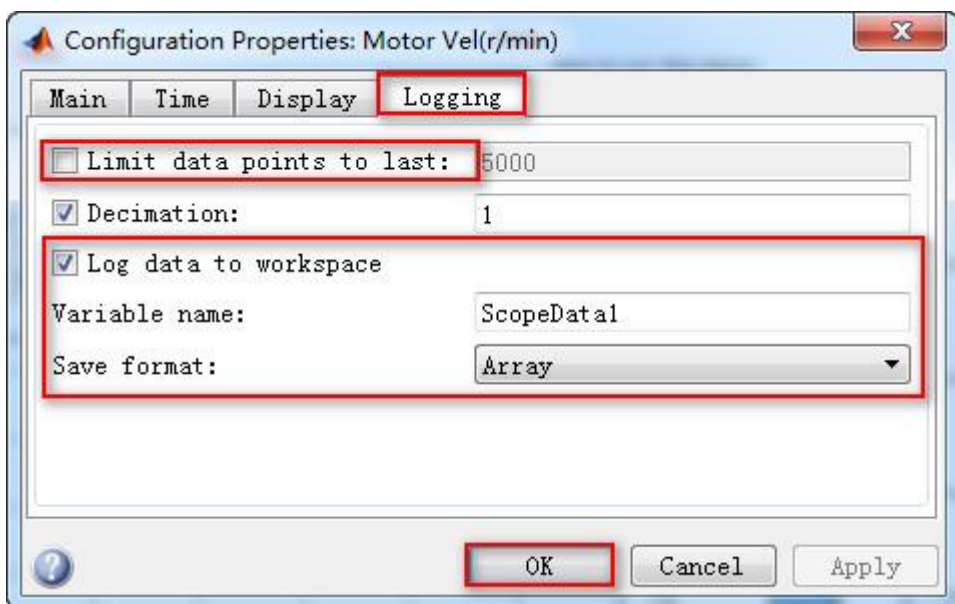 Configuration Properties: Motor Vel(r/min)
Main Time Display Logging
Limit data points to last: 5000
Decimation: 1
Log data to workspace
Variable name: ScopeData1
Save format: Array
? OK Cancel Apply